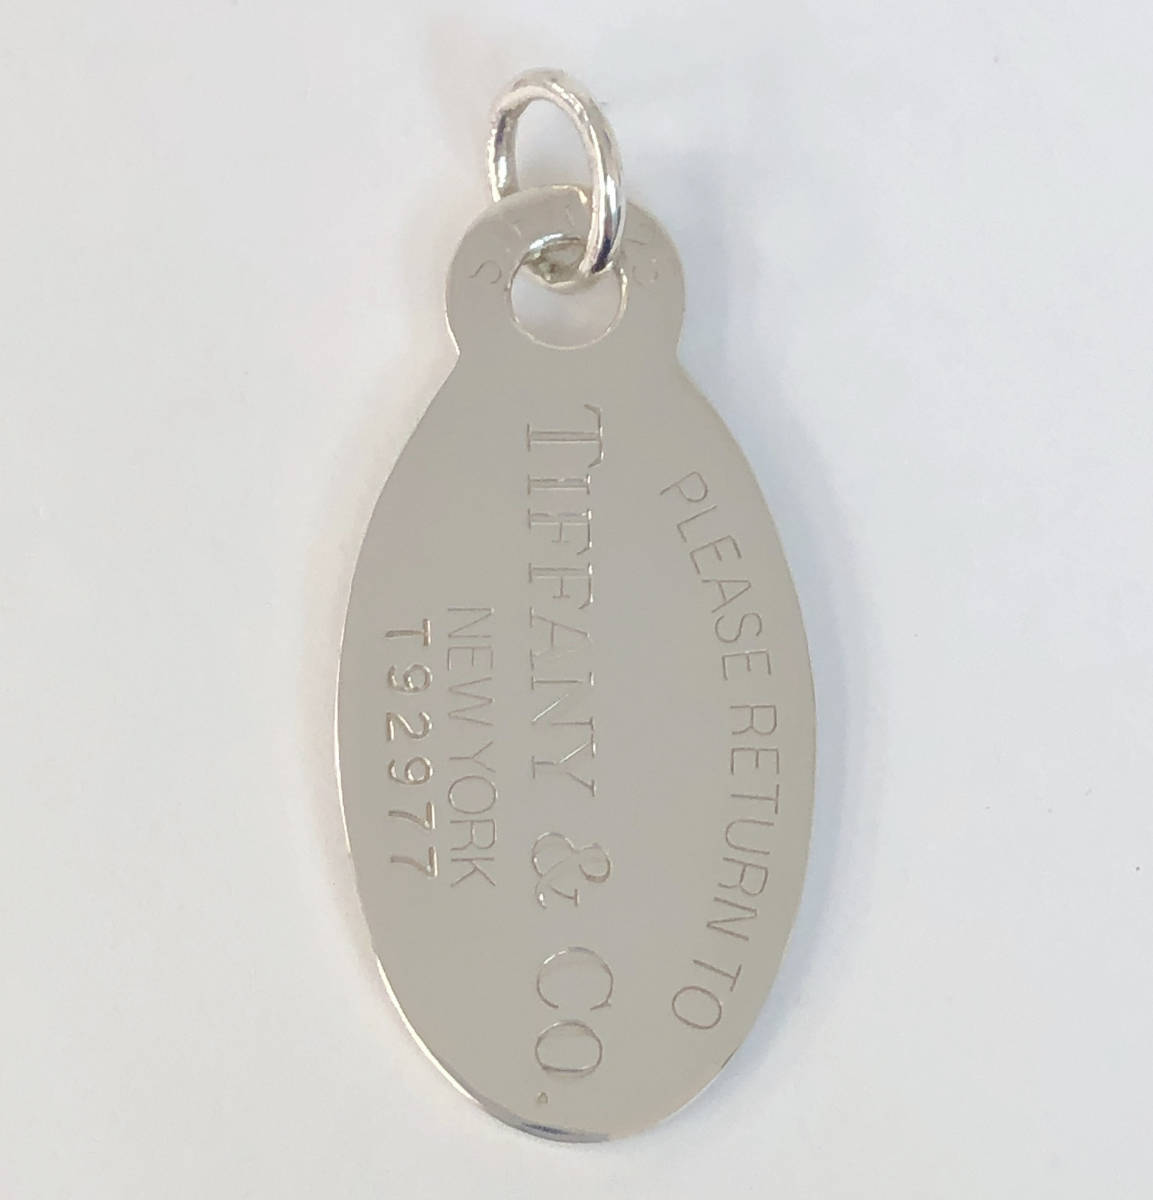 PLEASE RETURN TO
TIFFANY & CO.
NEW YORK
T92977